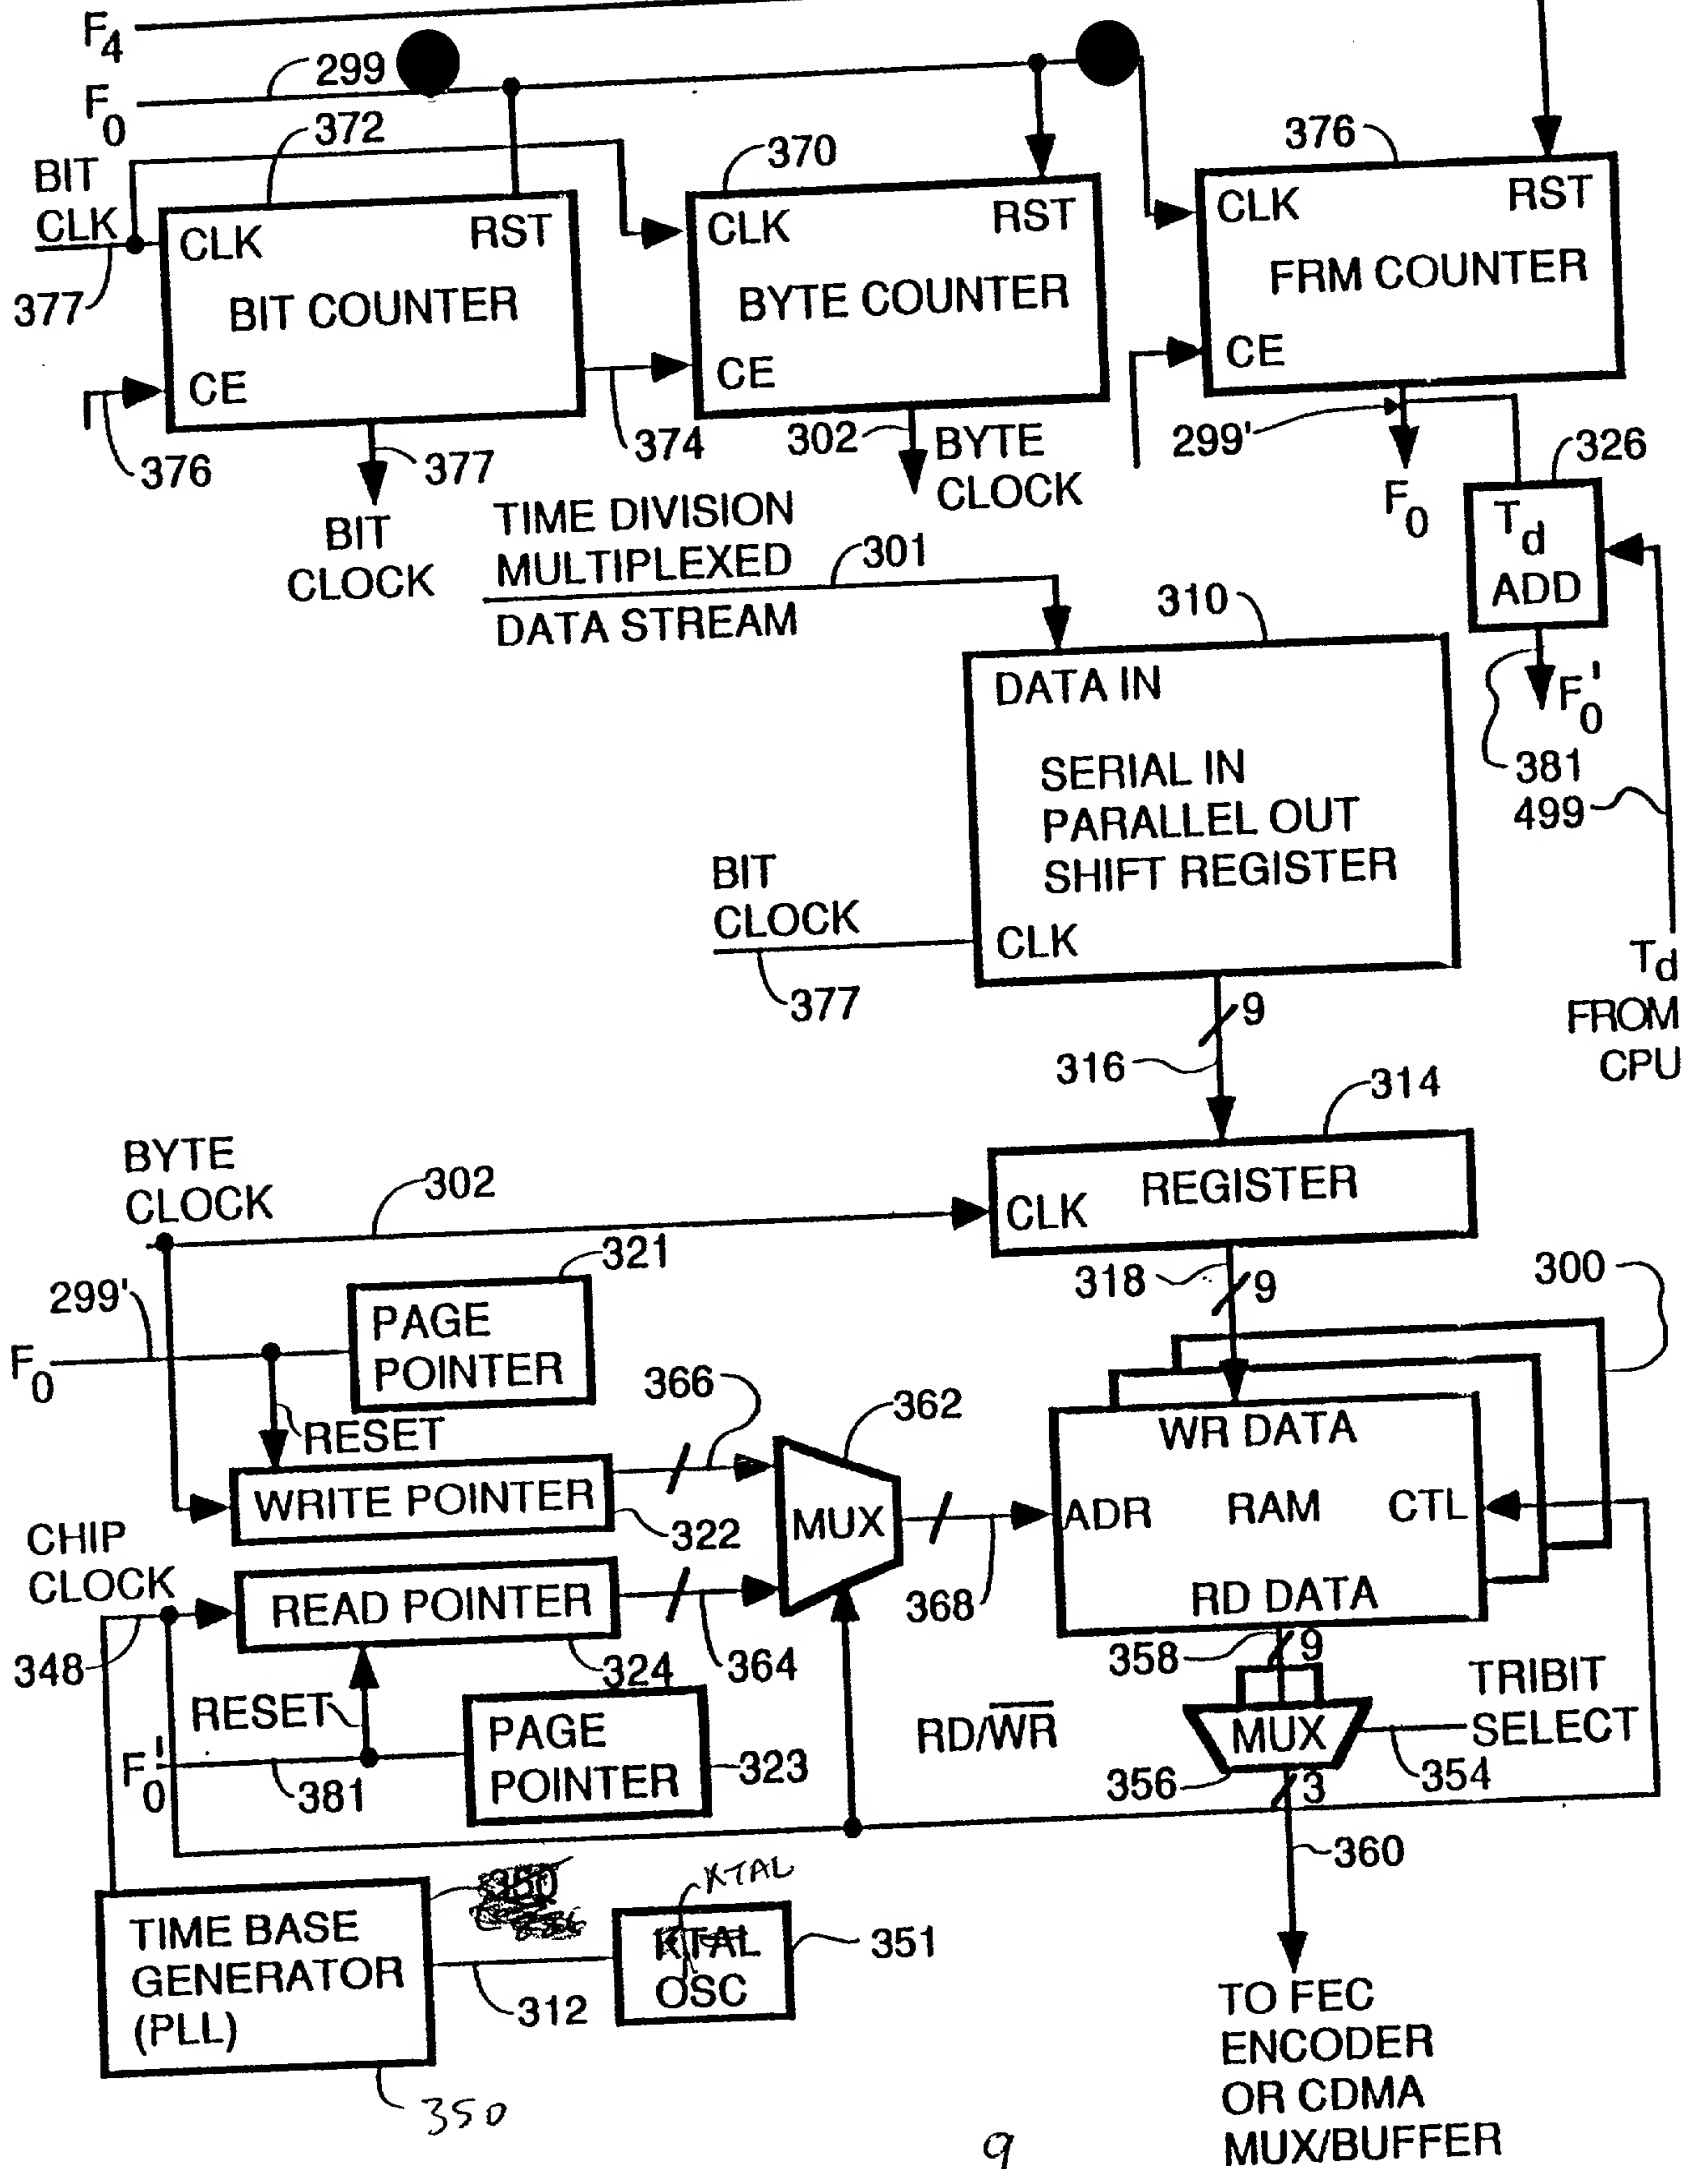 F4
F0
299
372
BIT
CLK
377
CLK
RST
BIT COUNTER
CE
376
377
BIT
CLOCK
370
CLK
RST
BYTE COUNTER
CE
374
302
BYTE
CLOCK
376
CLK
RST
FRM COUNTER
CE
299'
F0
326
Td
ADD
F0'
381
499
Td
FROM
CPU
TIME DIVISION
MULTIPLEXED
DATA STREAM
301
310
DATA IN
SERIAL IN
PARALLEL OUT
SHIFT REGISTER
CLK
BIT
CLOCK
377
9
316
314
REGISTER
CLK
BYTE
CLOCK
302
318
9
300
321
PAGE
POINTER
299'
F0
RESET
WRITE POINTER
322
366
362
MUX
WR DATA
ADR
RAM
CTL
RD DATA
368
CHIP
CLOCK
READ POINTER
324
364
348
RESET
F0'
381
PAGE
POINTER
323
RD/WR
358
9
MUX
TRIBIT
SELECT
354
356
3
360
TIME BASE
GENERATOR
(PLL)
350
350
312
XTAL
KTAL
OSC
351
TO FEC
ENCODER
OR CDMA
MUX/BUFFER
9